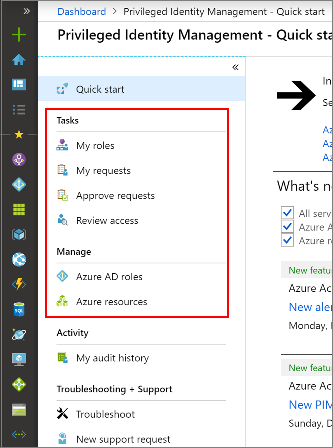 Dashboard > Privileged Identity Management - Quick start
Privileged Identity Management - Quick sta
Quick start
Tasks
My roles
My requests
Approve requests
Review access
Manage
Azure AD roles
Azure resources
Activity
My audit history
Troubleshooting + Support
Troubleshoot
New support request
In
Se
Az
Az
Az
What's n
All serv
Azure A
Azure re
New featu
Azure Ac
New aler
Monday,
New featu
Azure Ac
New PIM
SQL